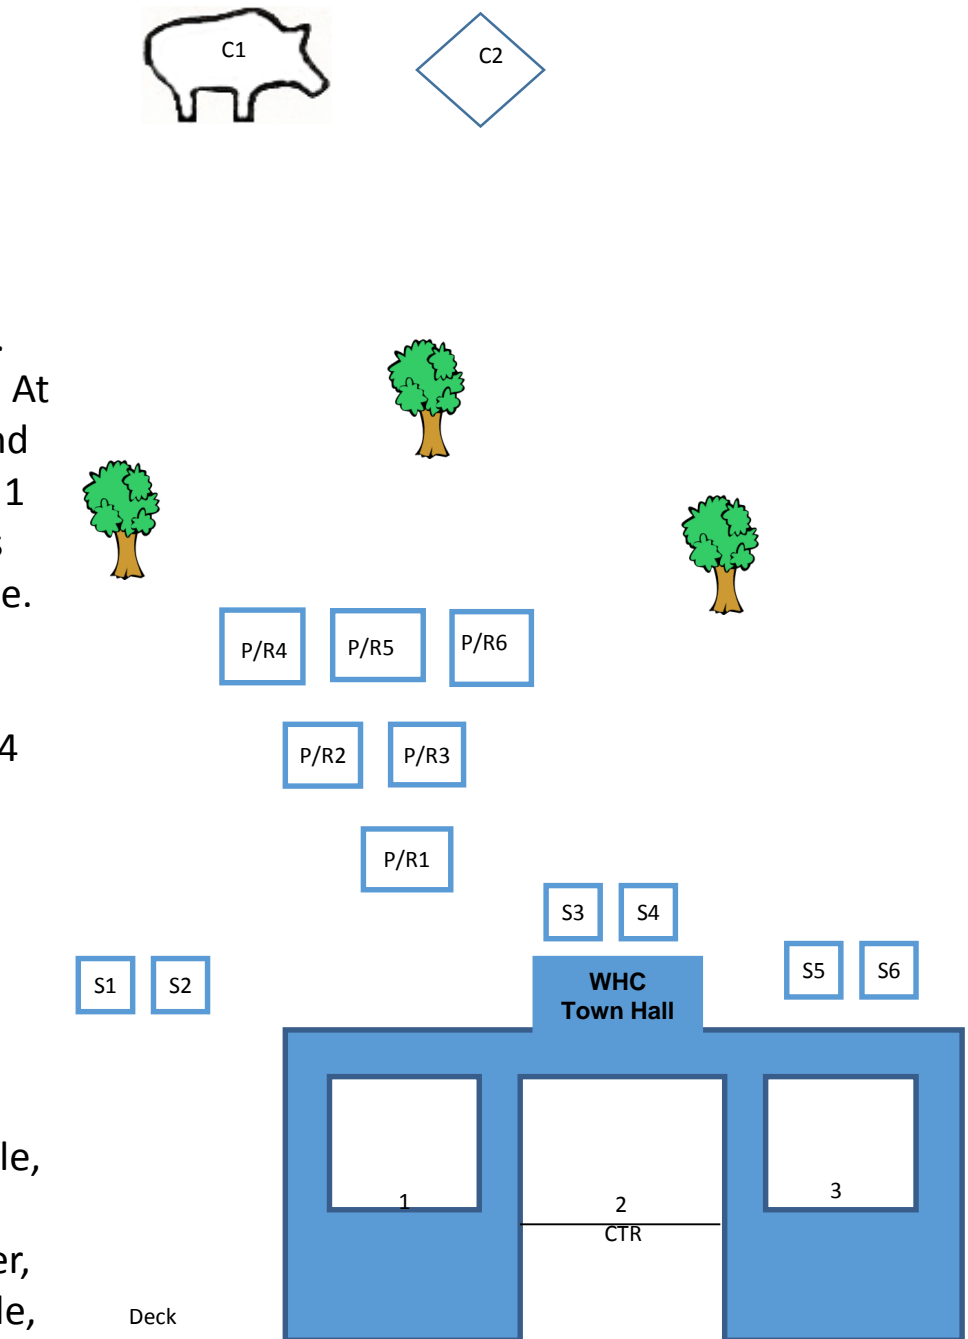 C1
C2
.
At
nd
1
s
e.
P/R4
P/R5
P/R6
4
P/R2
P/R3
P/R1
S3
S4
S1
S2
S5
S6
WHC
Town Hall
le,
1
2
3
CTR
er,
le,
Deck